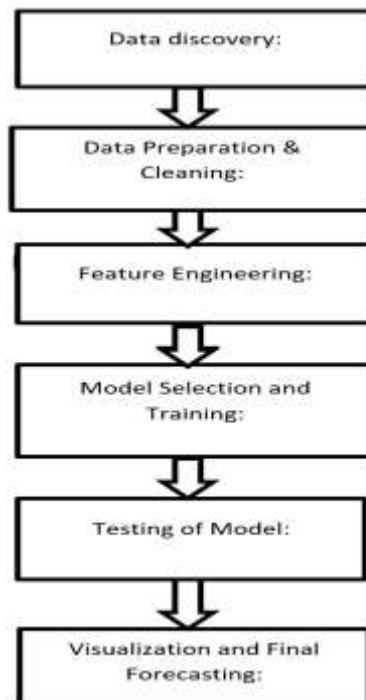 Data discovery:
Data Preparation &
Cleaning:
Feature Engineering:
Model Selection and
Training:
Testing of Model:
Visualization and Final
Forecasting: